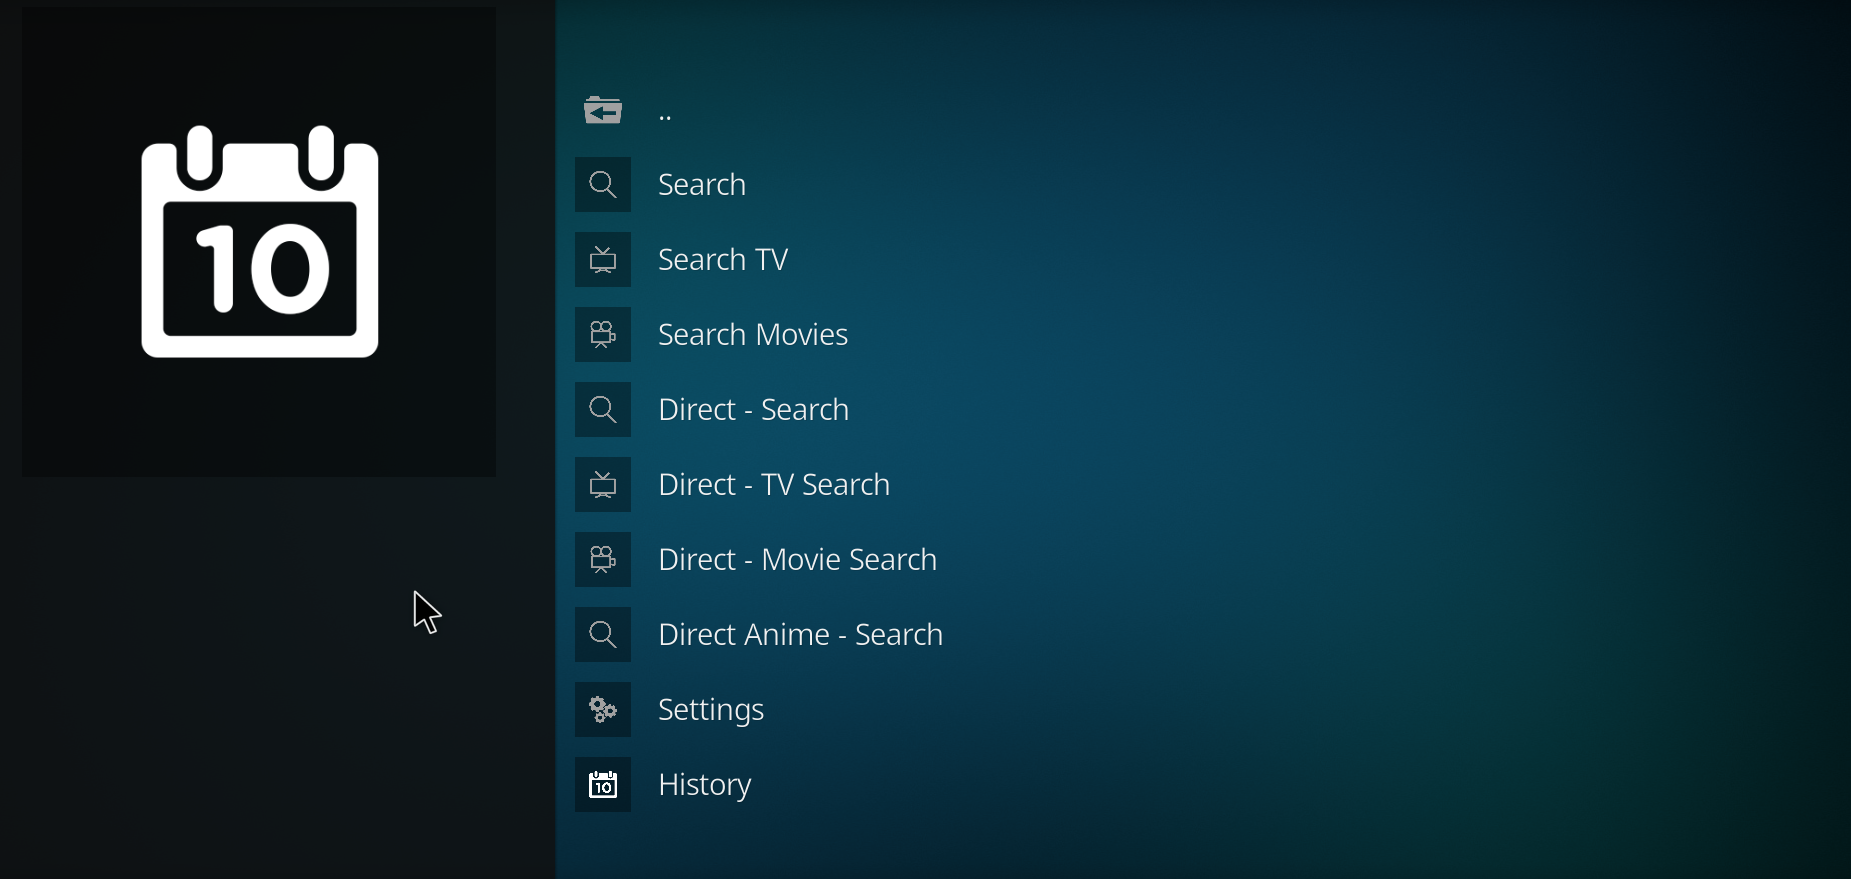 10
..
Search
Search TV
Search Movies
Direct - Search
Direct - TV Search
Direct - Movie Search
Direct Anime - Search
Settings
10
History